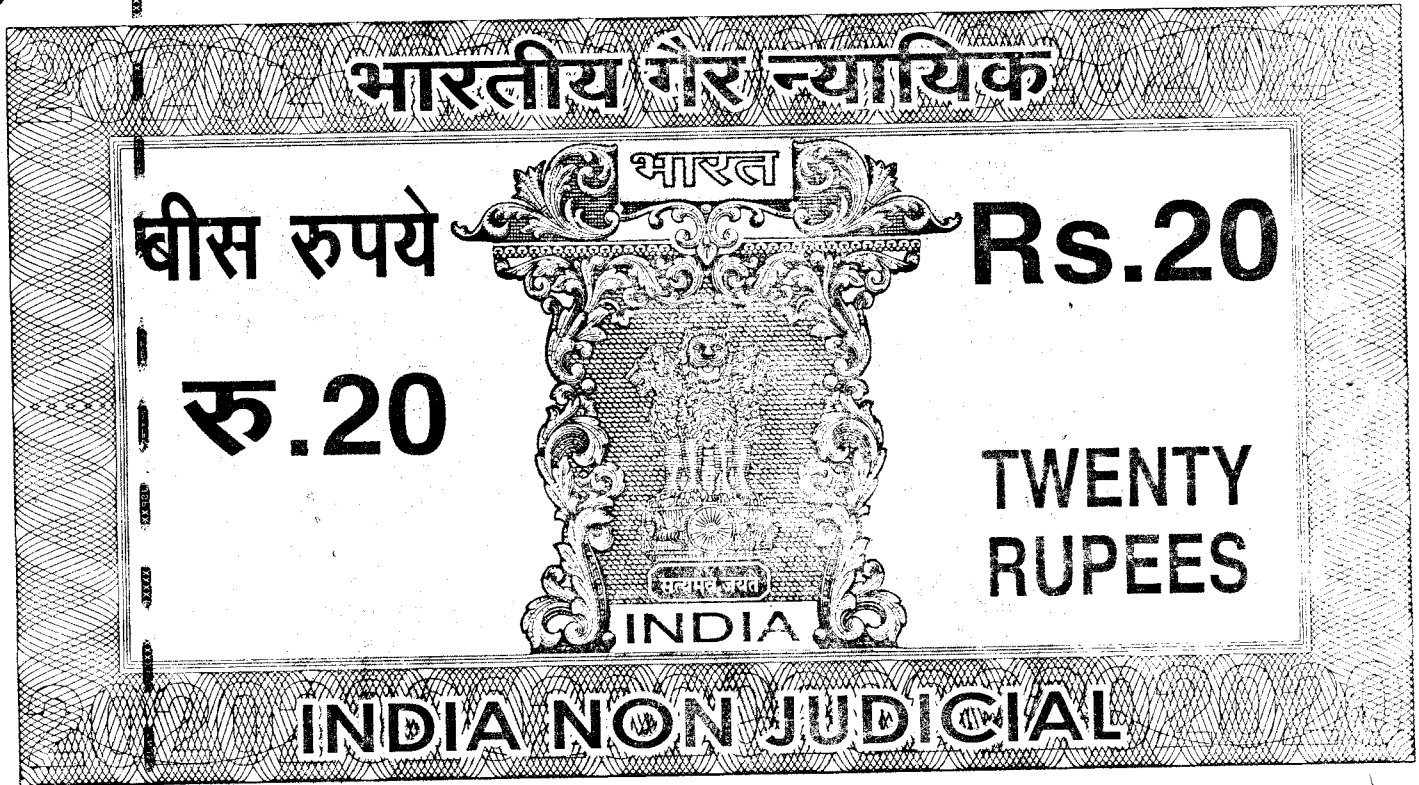 भारतीय गैर न्यायिक
भारत
बीस रुपये
Rs.20
रु.20
TWENTY
RUPEES
सत्यमेव जयते
INDIA
INDIA NON JUDICIAL